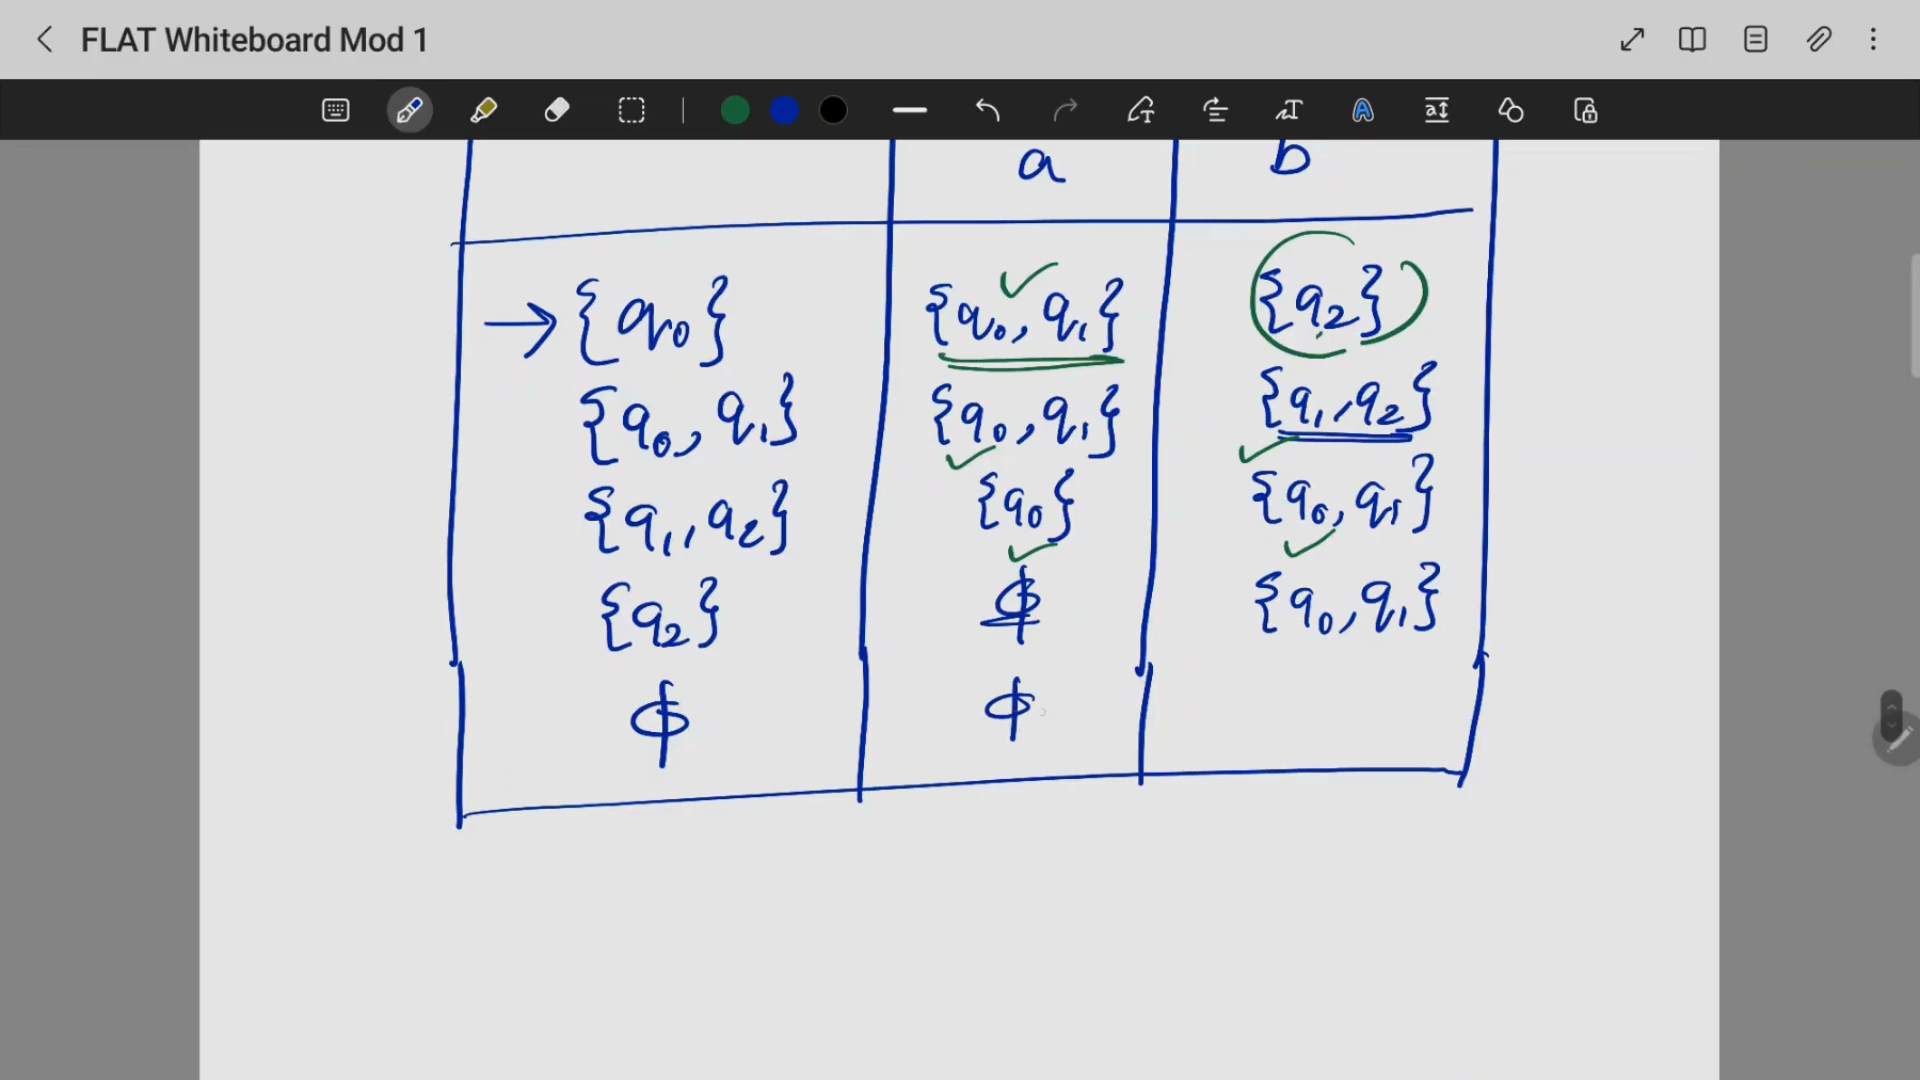 FLAT Whiteboard Mod 1
a b
→ {q0} {q0, q1} {q2}
{q0, q1} {q0, q1} {q1, q2}
{q1, q2} {q0} {q0, q1}
{q2} ϕ {q0, q1}
ϕ ϕ